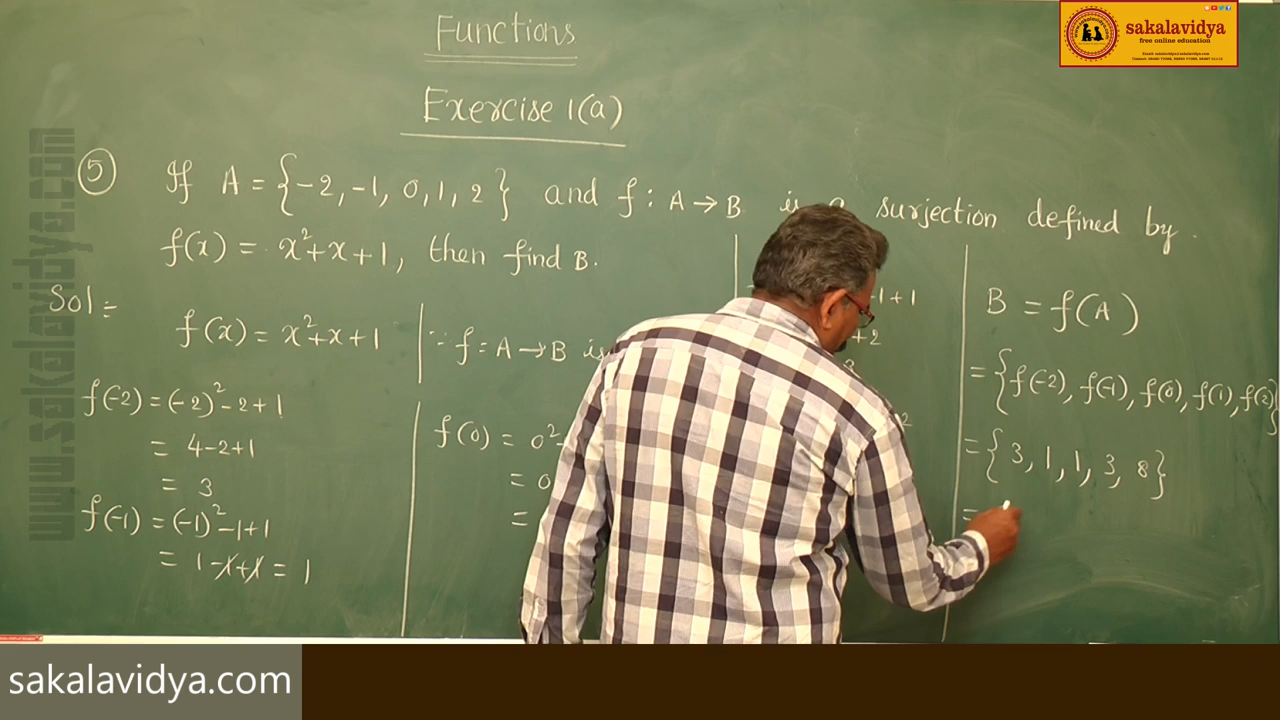 Functions
Exercise 1(a)
sakalavidya
free online education
www.sakalavidya.com
5 If A = {-2, -1, 0, 1, 2} and f : A → B surjection defined by.
f(x) = x²+x+1, then find B.
Sol:=
f(x) = x²+x+1
f(-2) = (-2)²-2+1
= 4-2+1
= 3
f(-1) = (-1)²-1+1
= 1-1+1 = 1
∵ f : A → B is
f(0) = 0²
= 0
=
1+1
+2
B = f(A)
= {f(-2), f(-1), f(0), f(1), f(2)}
= {3, 1, 1, 3, 8}
=
sakalavidya.com